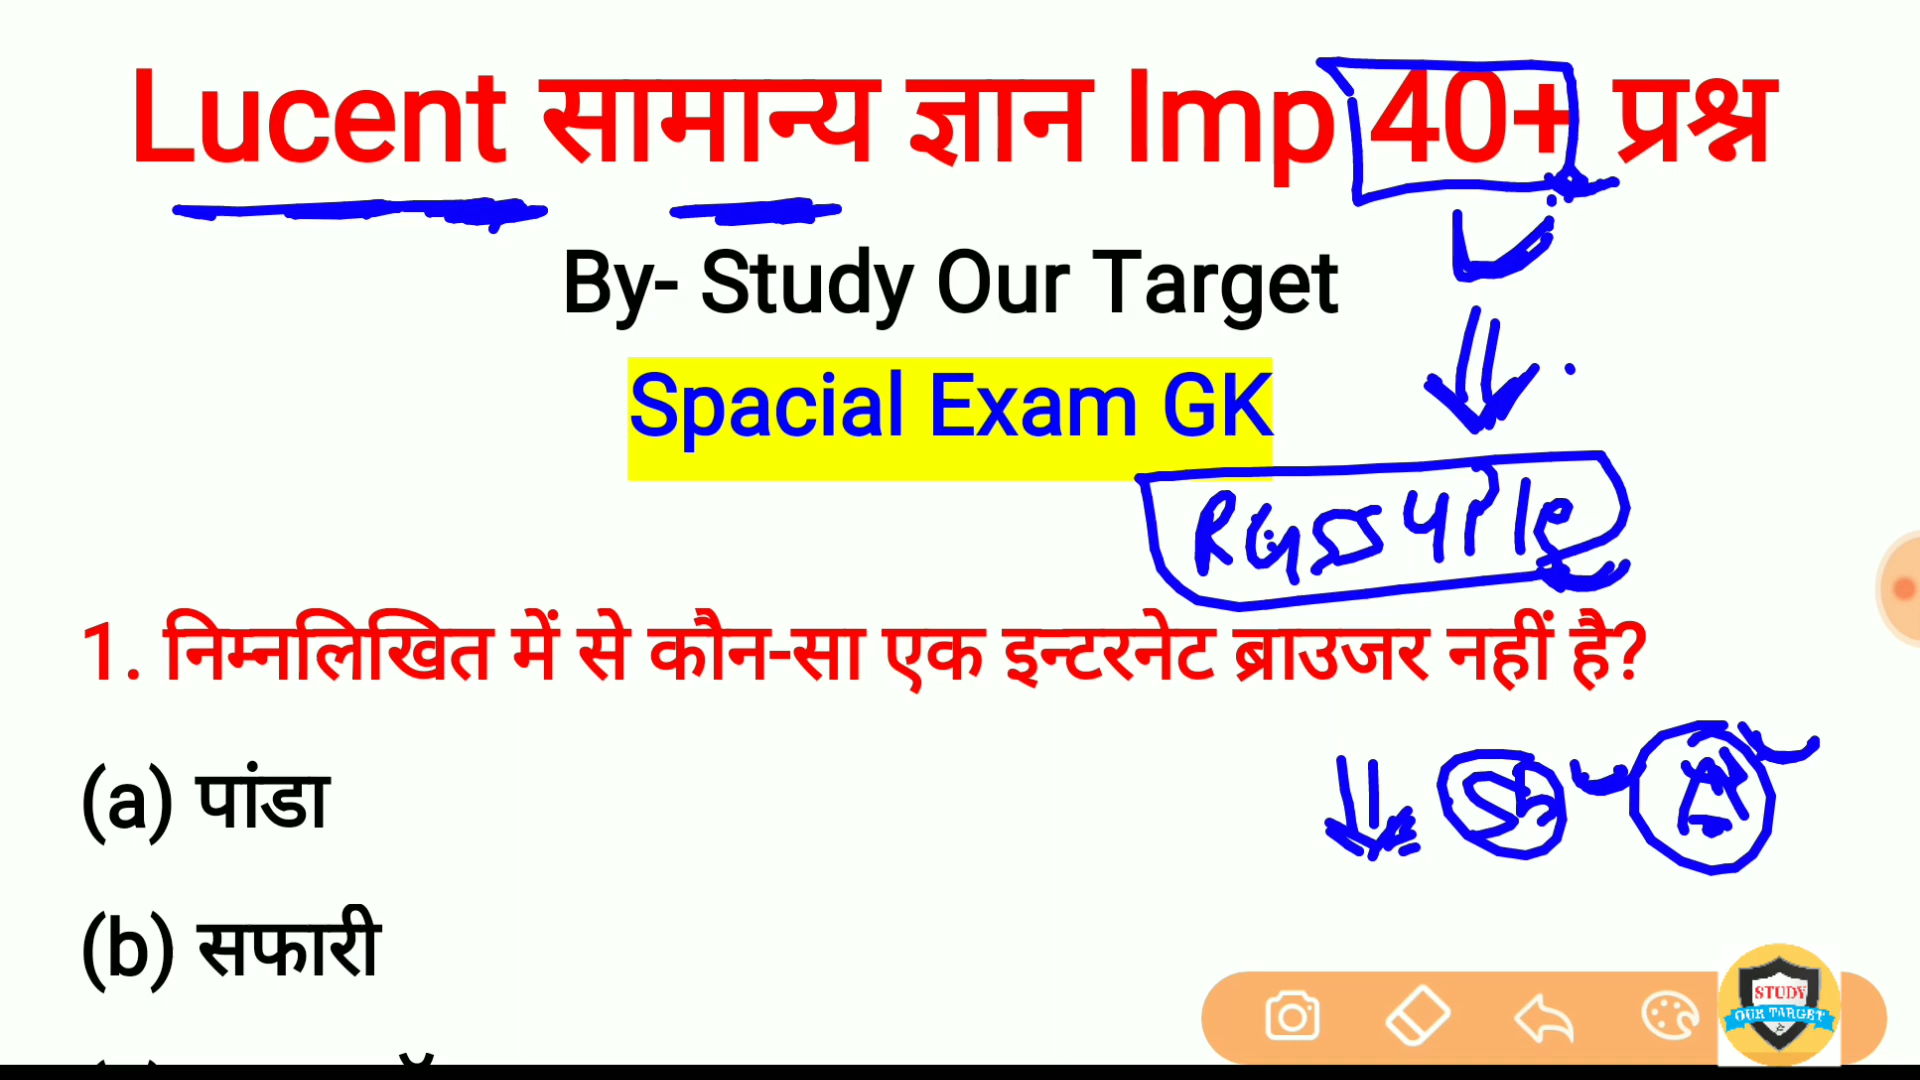 Lucent सामान्य ज्ञान Imp 40+ प्रश्न
By- Study Our Target
Spacial Exam GK
1. निम्नलिखित में से कौन-सा एक इन्टरनेट ब्राउजर नहीं है?
(a) पांडा
(b) सफारी
STUDY
OUR TARGET